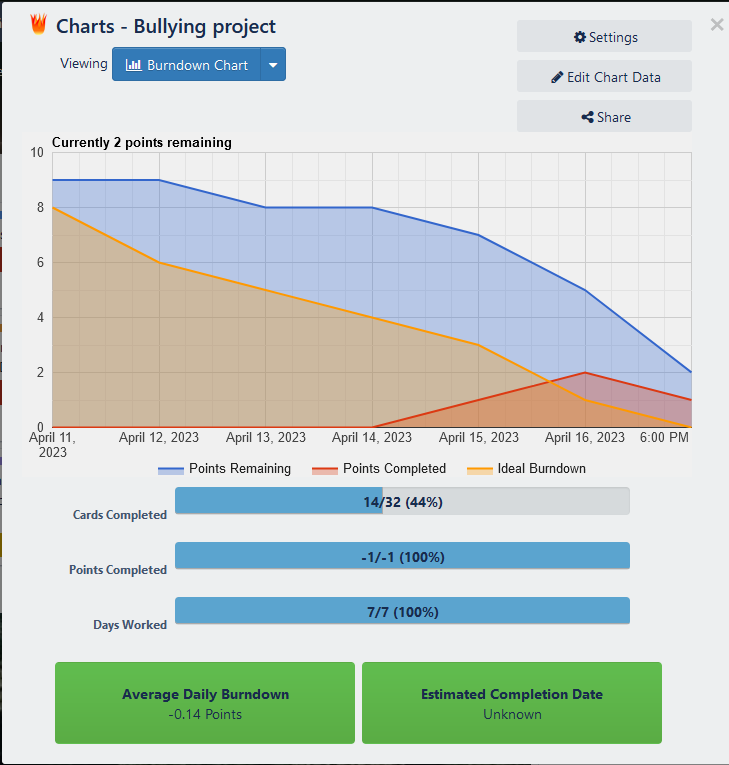 Charts - Bullying project
×
Viewing
Burndown Chart
Settings
Edit Chart Data
Share
Currently 2 points remaining
10
8
6
4
2
0
April 11, 2023
April 12, 2023
April 13, 2023
April 14, 2023
April 15, 2023
April 16, 2023
6:00 PM
Points Remaining
Points Completed
Ideal Burndown
Cards Completed
14/32 (44%)
Points Completed
-1/-1 (100%)
Days Worked
7/7 (100%)
Average Daily Burndown
-0.14 Points
Estimated Completion Date
Unknown